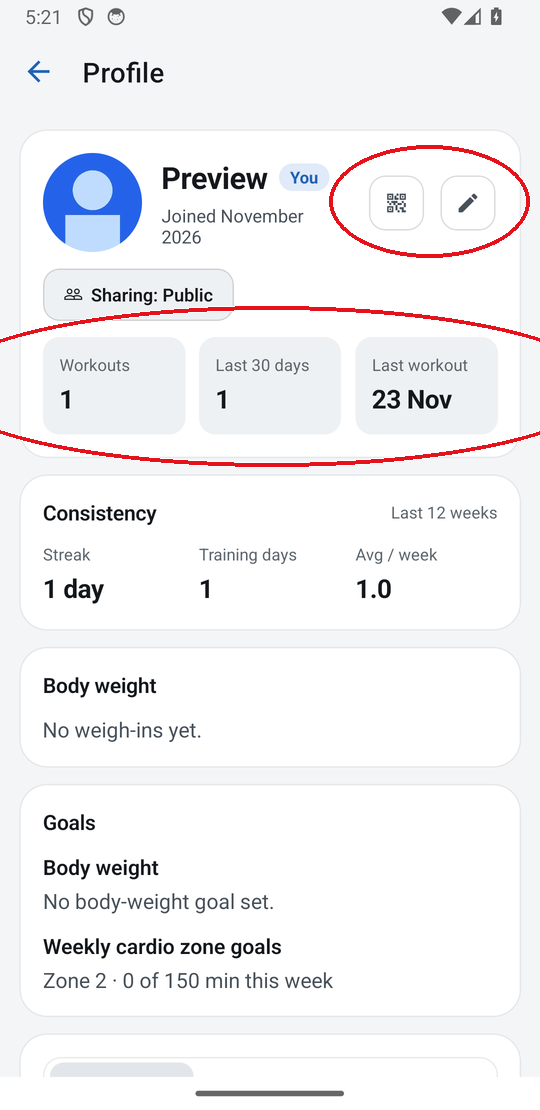 5:21
Profile
Preview You
Joined November
2026
Sharing: Public
Workouts Last 30 days Last workout
1 1 23 Nov
Consistency Last 12 weeks
Streak Training days Avg / week
1 day 1 1.0
Body weight
No weigh-ins yet.
Goals
Body weight
No body-weight goal set.
Weekly cardio zone goals
Zone 2 · 0 of 150 min this week